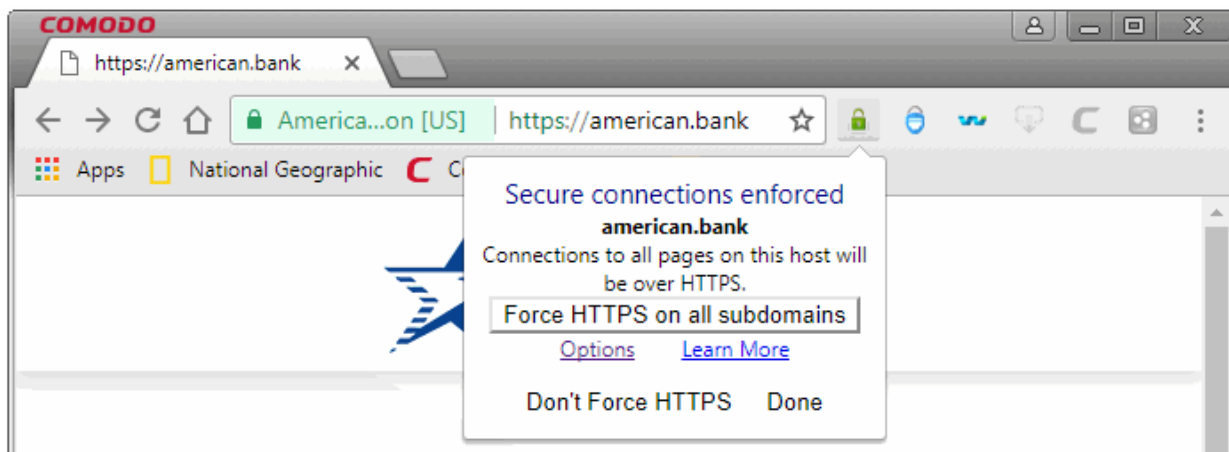 COMODO
https://american.bank
America...on [US] https://american.bank
Apps National Geographic
Secure connections enforced
american.bank
Connections to all pages on this host will
be over HTTPS.
Force HTTPS on all subdomains
Options Learn More
Don't Force HTTPS Done